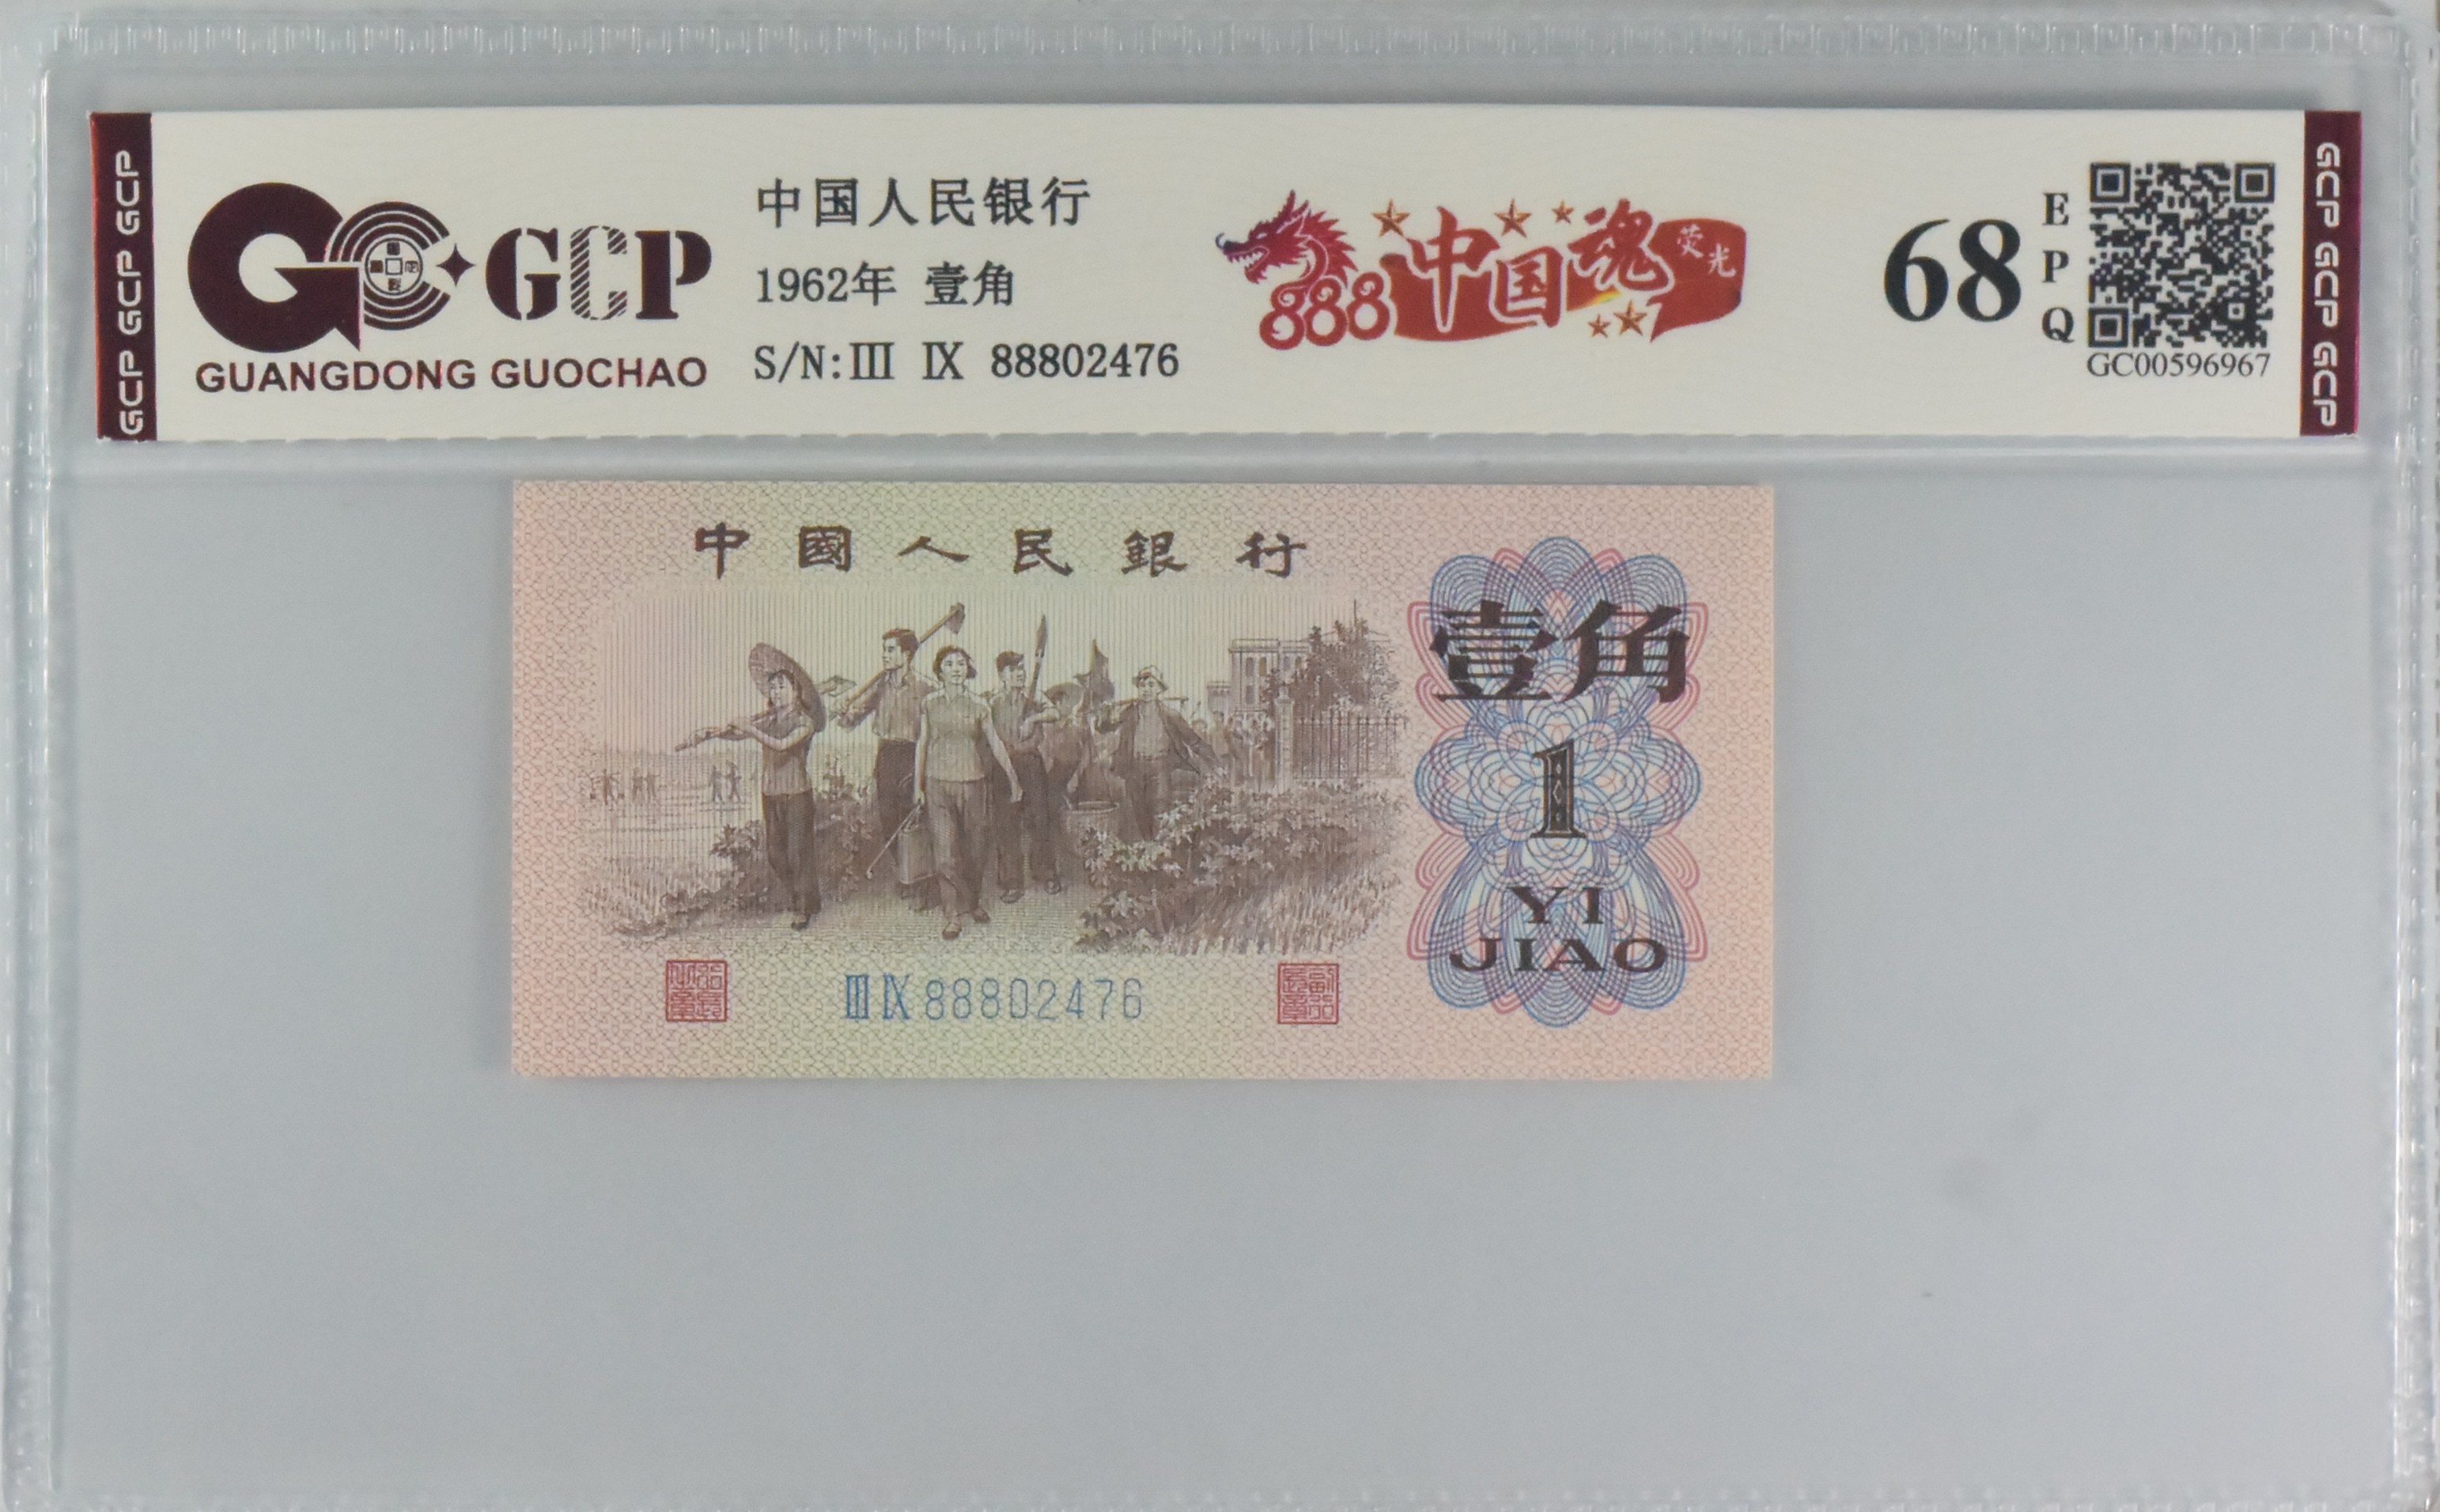 GCP GCP GCP
GCP
GUANGDONG GUOCHAO
中国人民银行
1962年 壹角
S/N:III IX 88802476
888中国魂
荧光
68
EPQ
GC00596967
GCP GCP GCP
中國人民銀行
壹角
1
YI
JIAO
III IX 88802476